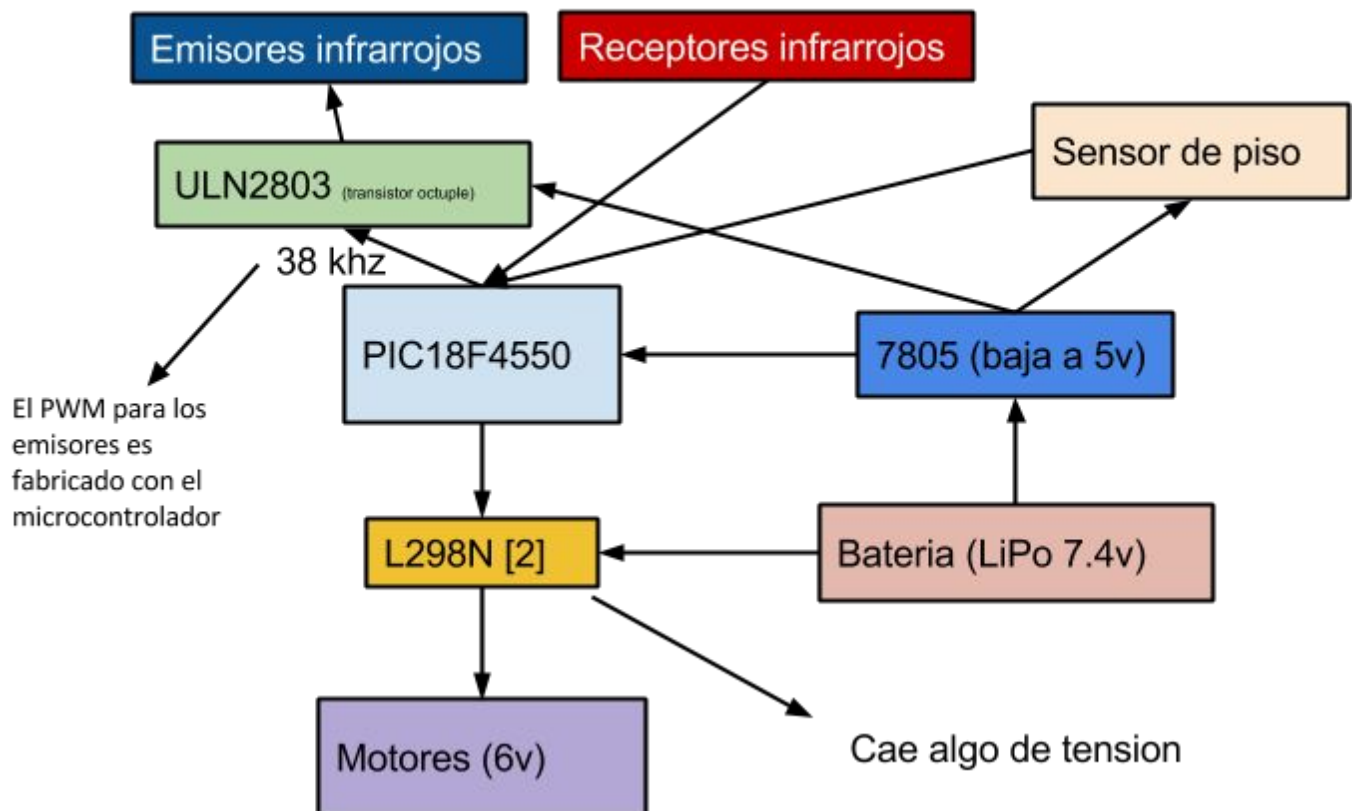 Emisores infrarrojos
Receptores infrarrojos
ULN2803 (transistor octuple)
Sensor de piso
38 khz
PIC18F4550
7805 (baja a 5v)
El PWM para los
emisores es
fabricado con el
microcontrolador
L298N [2]
Bateria (LiPo 7.4v)
Motores (6v)
Cae algo de tension